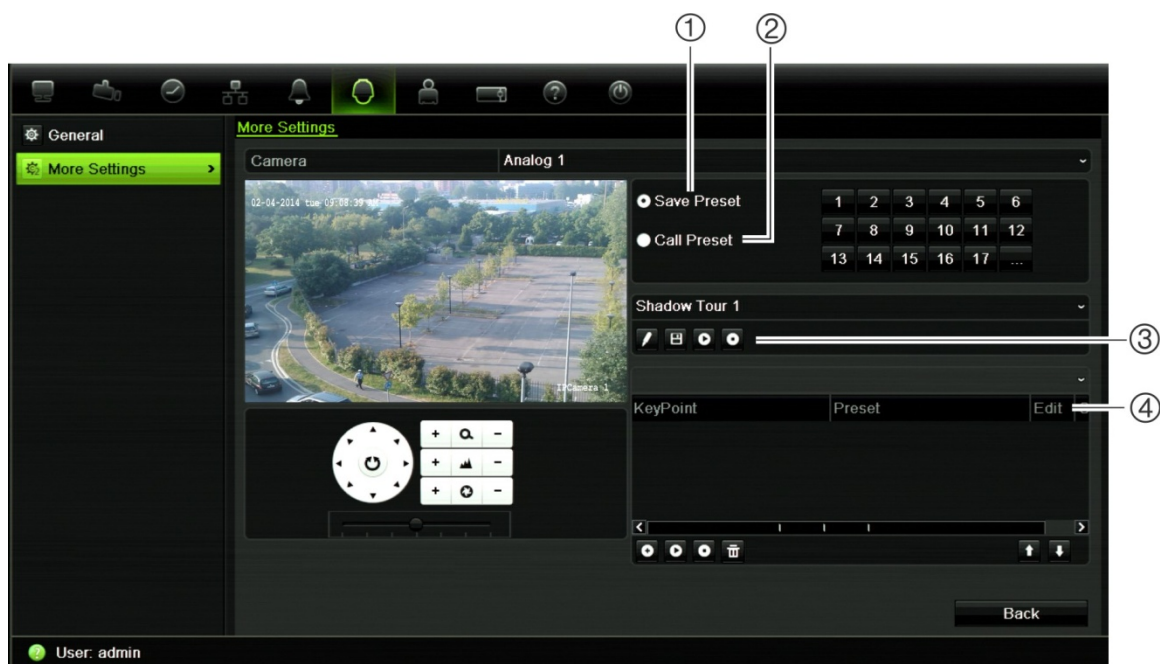 ① ②
General
More Settings
More Settings
Camera Analog 1
02-04-2014 tue 09:08:39
IPCamera 1
Save Preset
Call Preset
1 2 3 4 5 6
7 8 9 10 11 12
13 14 15 16 17 ...
Shadow Tour 1
③
KeyPoint Preset Edit
④
Back
User: admin